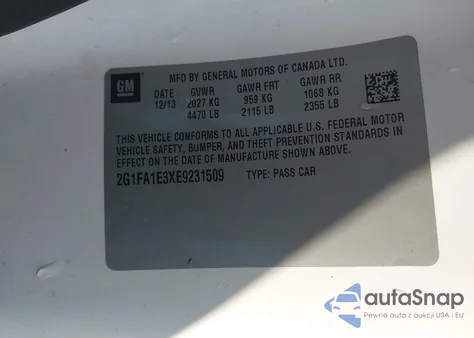 GM
MFD BY GENERAL MOTORS OF CANADA LTD.
DATE GVWR GAWR FRT GAWR RR
12/13 2027 KG 959 KG 1068 KG
4470 LB 2115 LB 2355 LB
THIS VEHICLE CONFORMS TO ALL APPLICABLE U.S. FEDERAL MOTOR
VEHICLE SAFETY, BUMPER, AND THEFT PREVENTION STANDARDS IN
EFFECT ON THE DATE OF MANUFACTURE SHOWN ABOVE.
2G1FA1E3XE9231509 TYPE: PASS CAR
autoSnap
Pewne auta z aukcji USA i EU